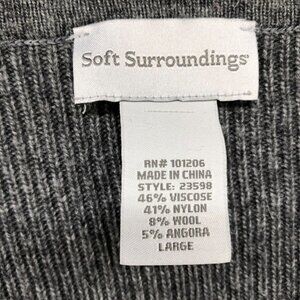 Soft Surroundings
RN# 101206
MADE IN CHINA
STYLE: 23598
46% VISCOSE
41% NYLON
8% WOOL
5% ANGORA
LARGE